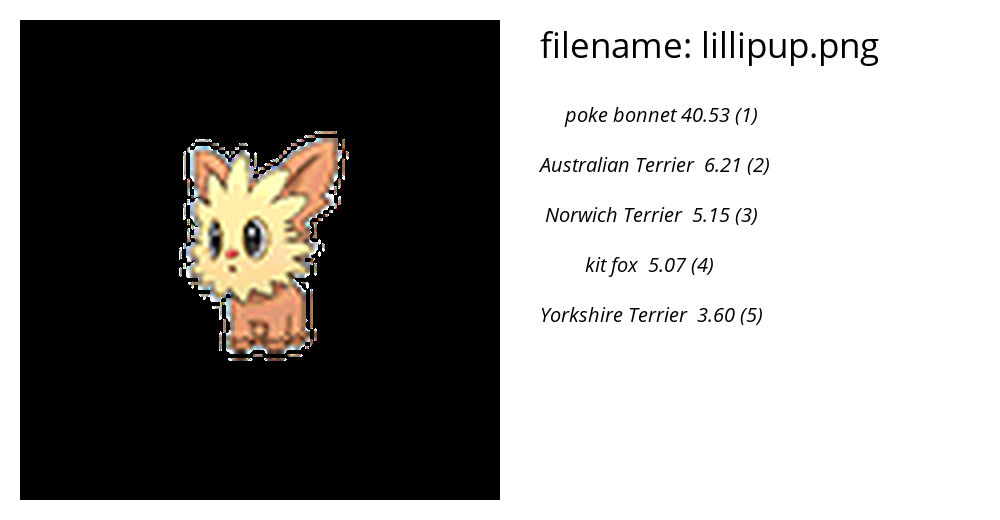 filename: lillipup.png
poke bonnet 40.53 (1)
Australian Terrier 6.21 (2)
Norwich Terrier 5.15 (3)
kit fox 5.07 (4)
Yorkshire Terrier 3.60 (5)